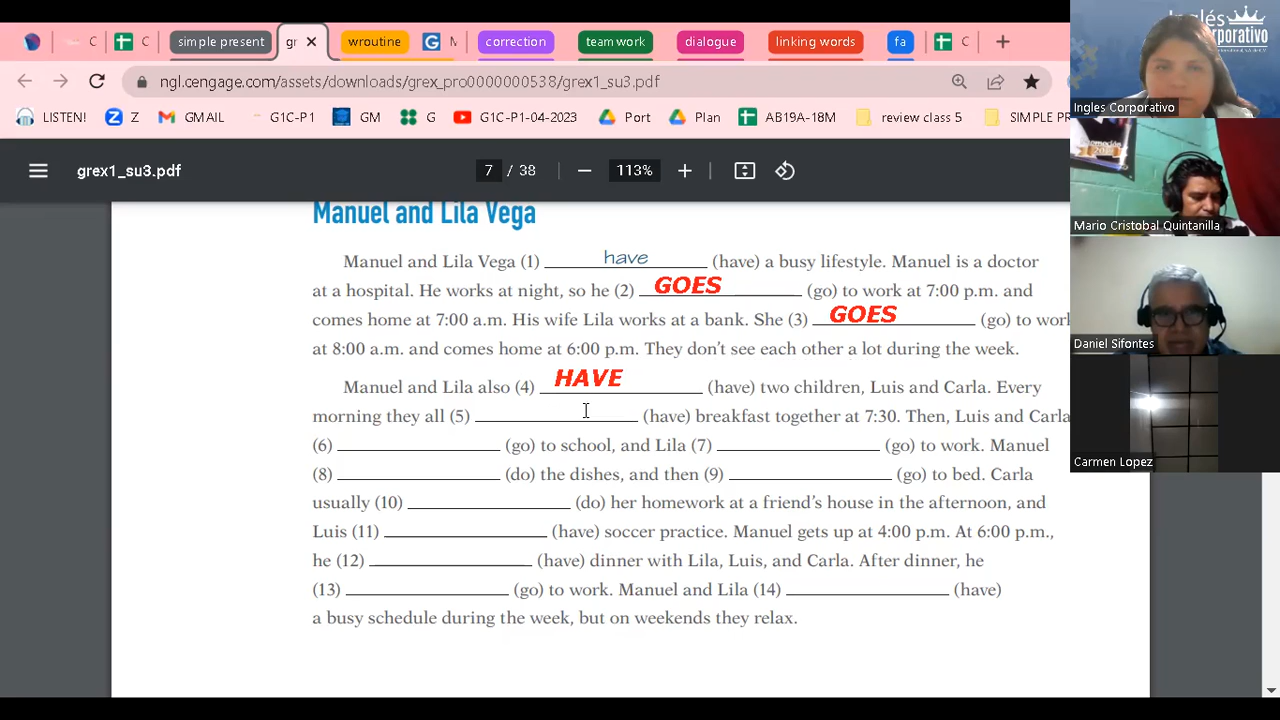 simple present
gr
wroutine
M
correction
team work
dialogue
linking words
fa
C
ngl.cengage.com/assets/downloads/grex_pro0000000538/grex1_su3.pdf
LISTEN! Z GMAIL G1C-P1 GM G G1C-P1-04-2023 Port Plan AB19A-18M review class 5 SIMPLE PR
grex1_su3.pdf 7 / 38 113%
Manuel and Lila Vega
Manuel and Lila Vega (1) have (have) a busy lifestyle. Manuel is a doctor
at a hospital. He works at night, so he (2) GOES (go) to work at 7:00 p.m. and
comes home at 7:00 a.m. His wife Lila works at a bank. She (3) GOES (go) to work
at 8:00 a.m. and comes home at 6:00 p.m. They don't see each other a lot during the week.
Manuel and Lila also (4) HAVE (have) two children, Luis and Carla. Every
morning they all (5) (have) breakfast together at 7:30. Then, Luis and Carla
(6) (go) to school, and Lila (7) (go) to work. Manuel
(8) (do) the dishes, and then (9) (go) to bed. Carla
usually (10) (do) her homework at a friend's house in the afternoon, and
Luis (11) (have) soccer practice. Manuel gets up at 4:00 p.m. At 6:00 p.m.,
he (12) (have) dinner with Lila, Luis, and Carla. After dinner, he
(13) (go) to work. Manuel and Lila (14) (have)
a busy schedule during the week, but on weekends they relax.
Inglés
Corporativo
Ingles Corporativo
Mario Cristobal Quintanilla
Daniel Sifontes
Carmen Lopez